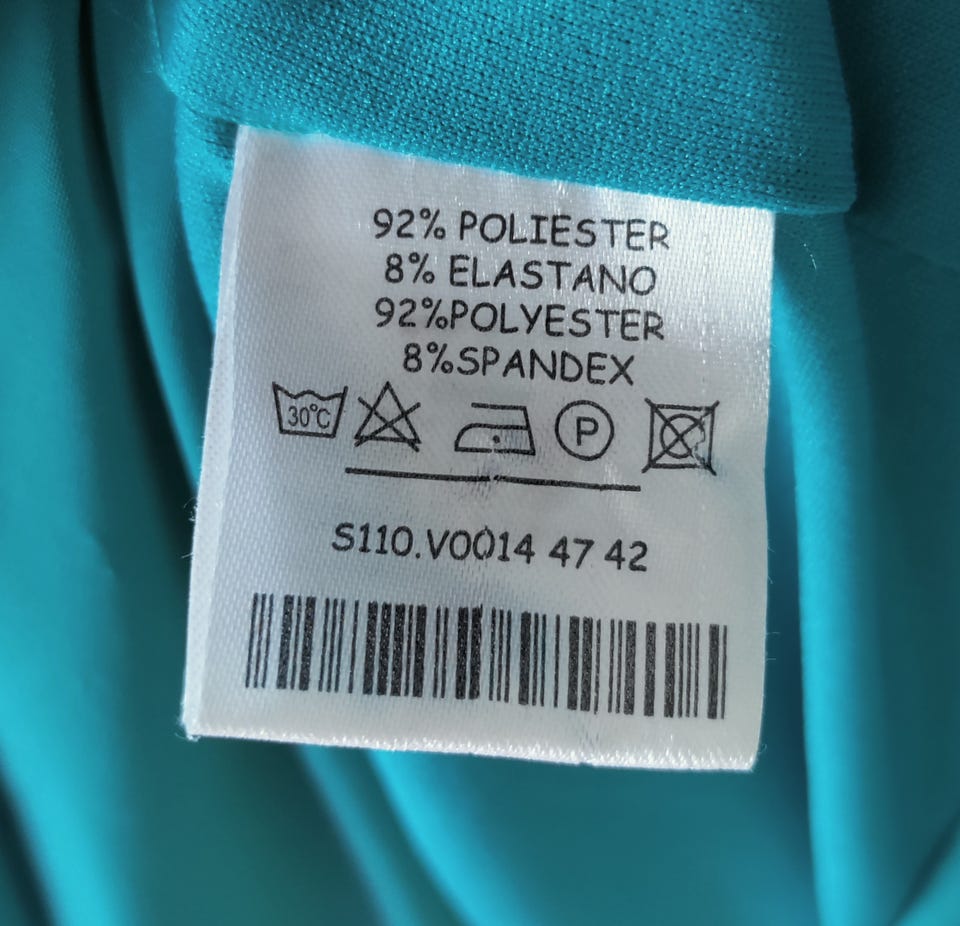 92% POLIESTER
8% ELASTANO
92%POLYESTER
8%SPANDEX
30°C P
S110.V0014 47 42